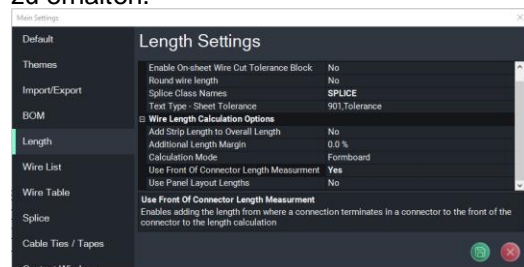 zu erhalten.
Main Settings:
Default
Themes
Import/Export
BOM
Length
Wire List
Wire Table
Splice
Cable Ties / Tapes
Length Settings
Enable On-sheet Wire Cut Tolerance Block No
Round wire length No
Splice Class Names SPLICE
Text Type - Sheet Tolerance 901,Tolerance
Wire Length Calculation Options
Add Strip Length to Overall Length No
Additional Length Margin 0.0 %
Calculation Mode Formboard
Use Front Of Connector Length Measurment Yes
Use Panel Layout Lengths No
Use Front Of Connector Length Measurment
Enables adding the length from where a connection terminates in a connector to the front of the
connector to the length calculation